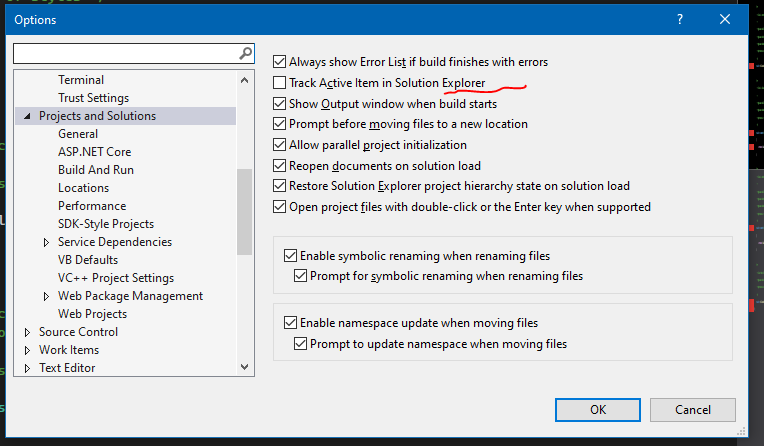 Options
?
Terminal
Trust Settings
Projects and Solutions
General
ASP.NET Core
Build And Run
Locations
Performance
SDK-Style Projects
Service Dependencies
VB Defaults
VC++ Project Settings
Web Package Management
Web Projects
Source Control
Work Items
Text Editor
Always show Error List if build finishes with errors
Track Active Item in Solution Explorer
Show Output window when build starts
Prompt before moving files to a new location
Allow parallel project initialization
Reopen documents on solution load
Restore Solution Explorer project hierarchy state on solution load
Open project files with double-click or the Enter key when supported
Enable symbolic renaming when renaming files
Prompt for symbolic renaming when renaming files
Enable namespace update when moving files
Prompt to update namespace when moving files
OK
Cancel